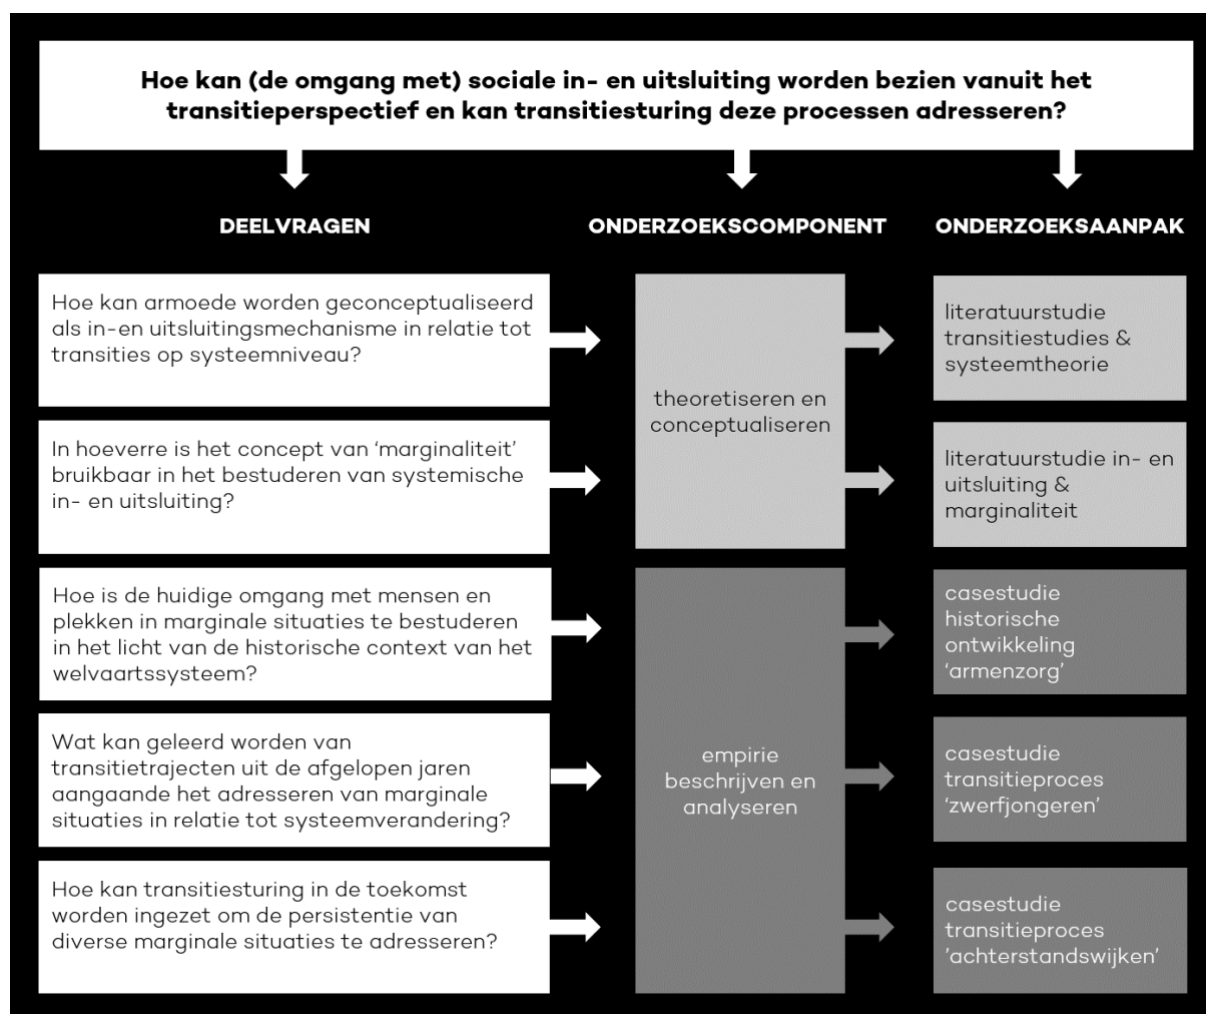 Hoe kan (de omgang met) sociale in- en uitsluiting worden bezien vanuit het
transitieperspectief en kan transitiesturing deze processen adresseren?
DEELVRAGEN
ONDERZOEKSCOMPONENT
ONDERZOEKSAANPAK
Hoe kan armoede worden geconceptualiseerd
als in-en uitsluitingsmechanisme in relatie tot
transities op systeemniveau?
In hoeverre is het concept van ‘marginaliteit’
bruikbaar in het bestuderen van systemische
in- en uitsluiting?
theoretiseren en
conceptualiseren
literatuurstudie
transitiestudies &
systeemtheorie
literatuurstudie in- en
uitsluiting &
marginaliteit
Hoe is de huidige omgang met mensen en
plekken in marginale situaties te bestuderen
in het licht van de historische context van het
welvaartssysteem?
Wat kan geleerd worden van
transitietrajecten uit de afgelopen jaren
aangaande het adresseren van marginale
situaties in relatie tot systeemverandering?
Hoe kan transitiesturing in de toekomst
worden ingezet om de persistentie van
diverse marginale situaties te adresseren?
empirie
beschrijven en
analyseren
casestudie
historische
ontwikkeling
‘armenzorg’
casestudie
transitieproces
‘zwerfjongeren’
casestudie
transitieproces
’achterstandswijken’